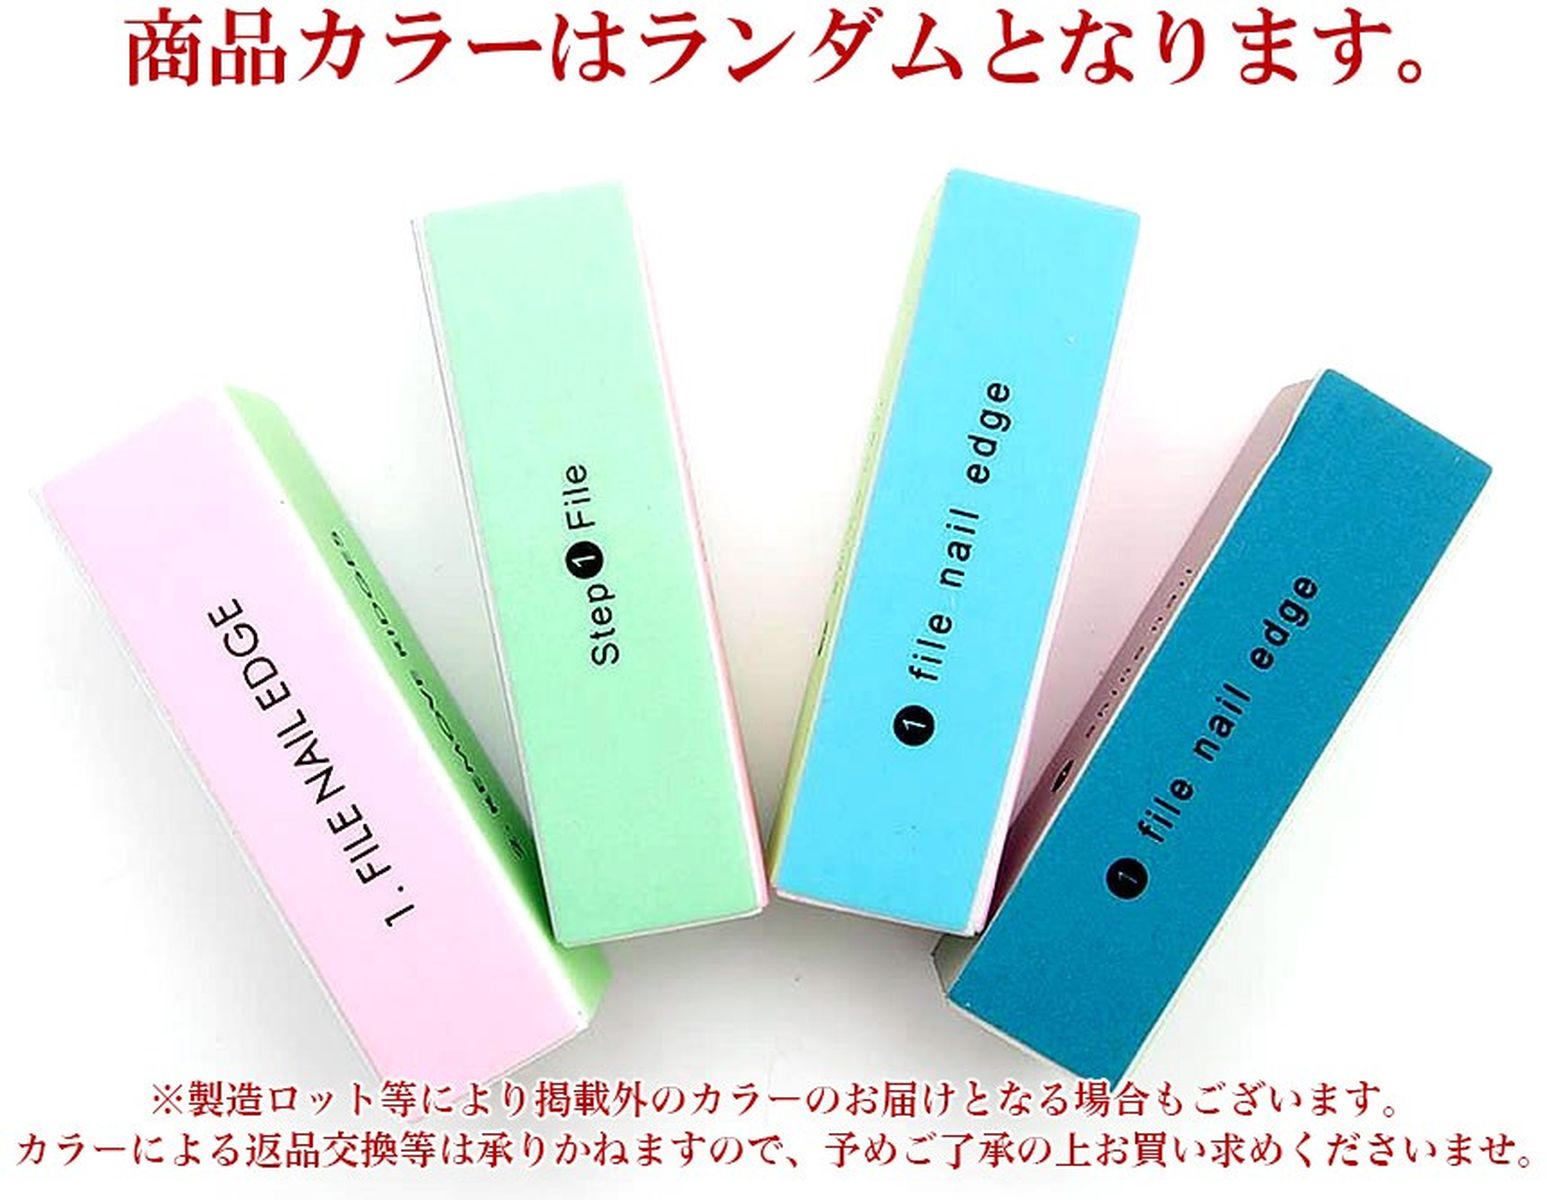 商品カラーはランダムとなります。
1. FILE NAIL EDGE
2. REMOVE RIDGES
Step 1 File
1 file nail edge
1 file nail edge
shine nail
※製造ロット等により掲載外のカラーのお届けとなる場合もございます。
カラーによる返品交換等は承りかねますので、予めご了承の上お買い求めくださいませ。